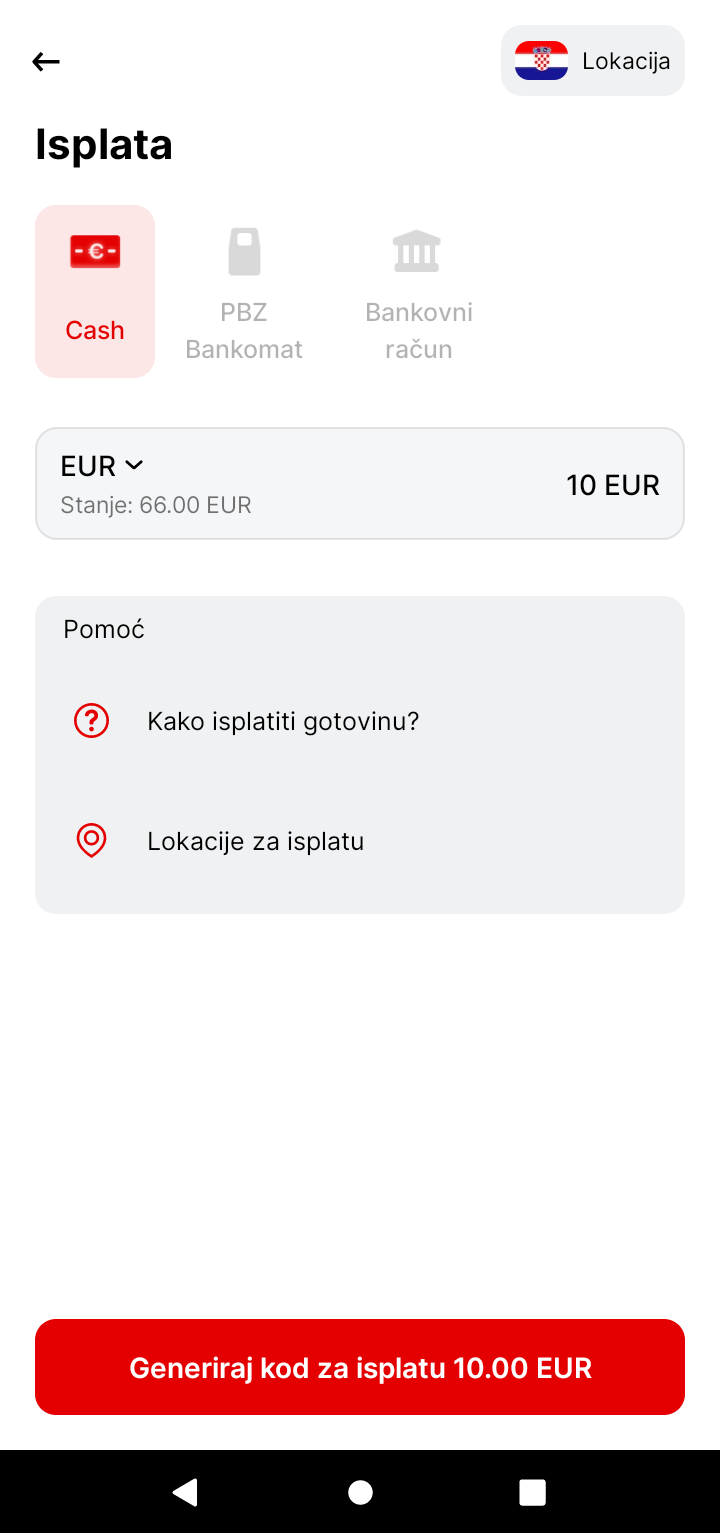 Lokacija
Isplata
Cash
PBZ
Bankomat
Bankovni
račun
EUR
Stanje: 66.00 EUR
10 EUR
Pomoć
Kako isplatiti gotovinu?
Lokacije za isplatu
Generiraj kod za isplatu 10.00 EUR